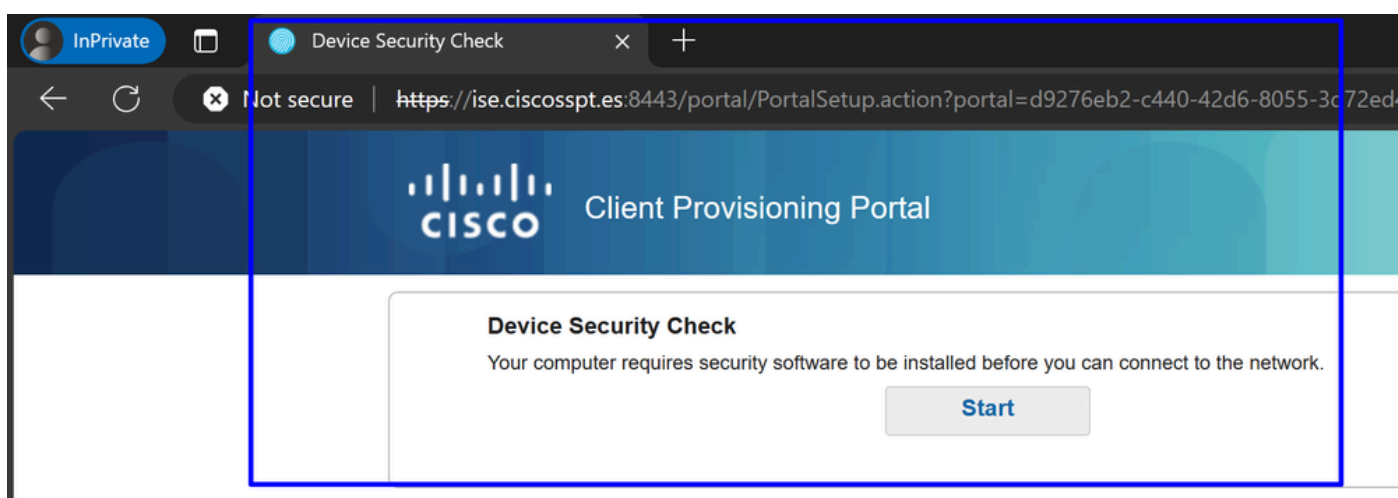 InPrivate
Device Security Check
Not secure
https://ise.ciscosspt.es:8443/portal/PortalSetup.action?portal=d9276eb2-c440-42d6-8055-3d72ed
CISCO
Client Provisioning Portal
Device Security Check
Your computer requires security software to be installed before you can connect to the network.
Start